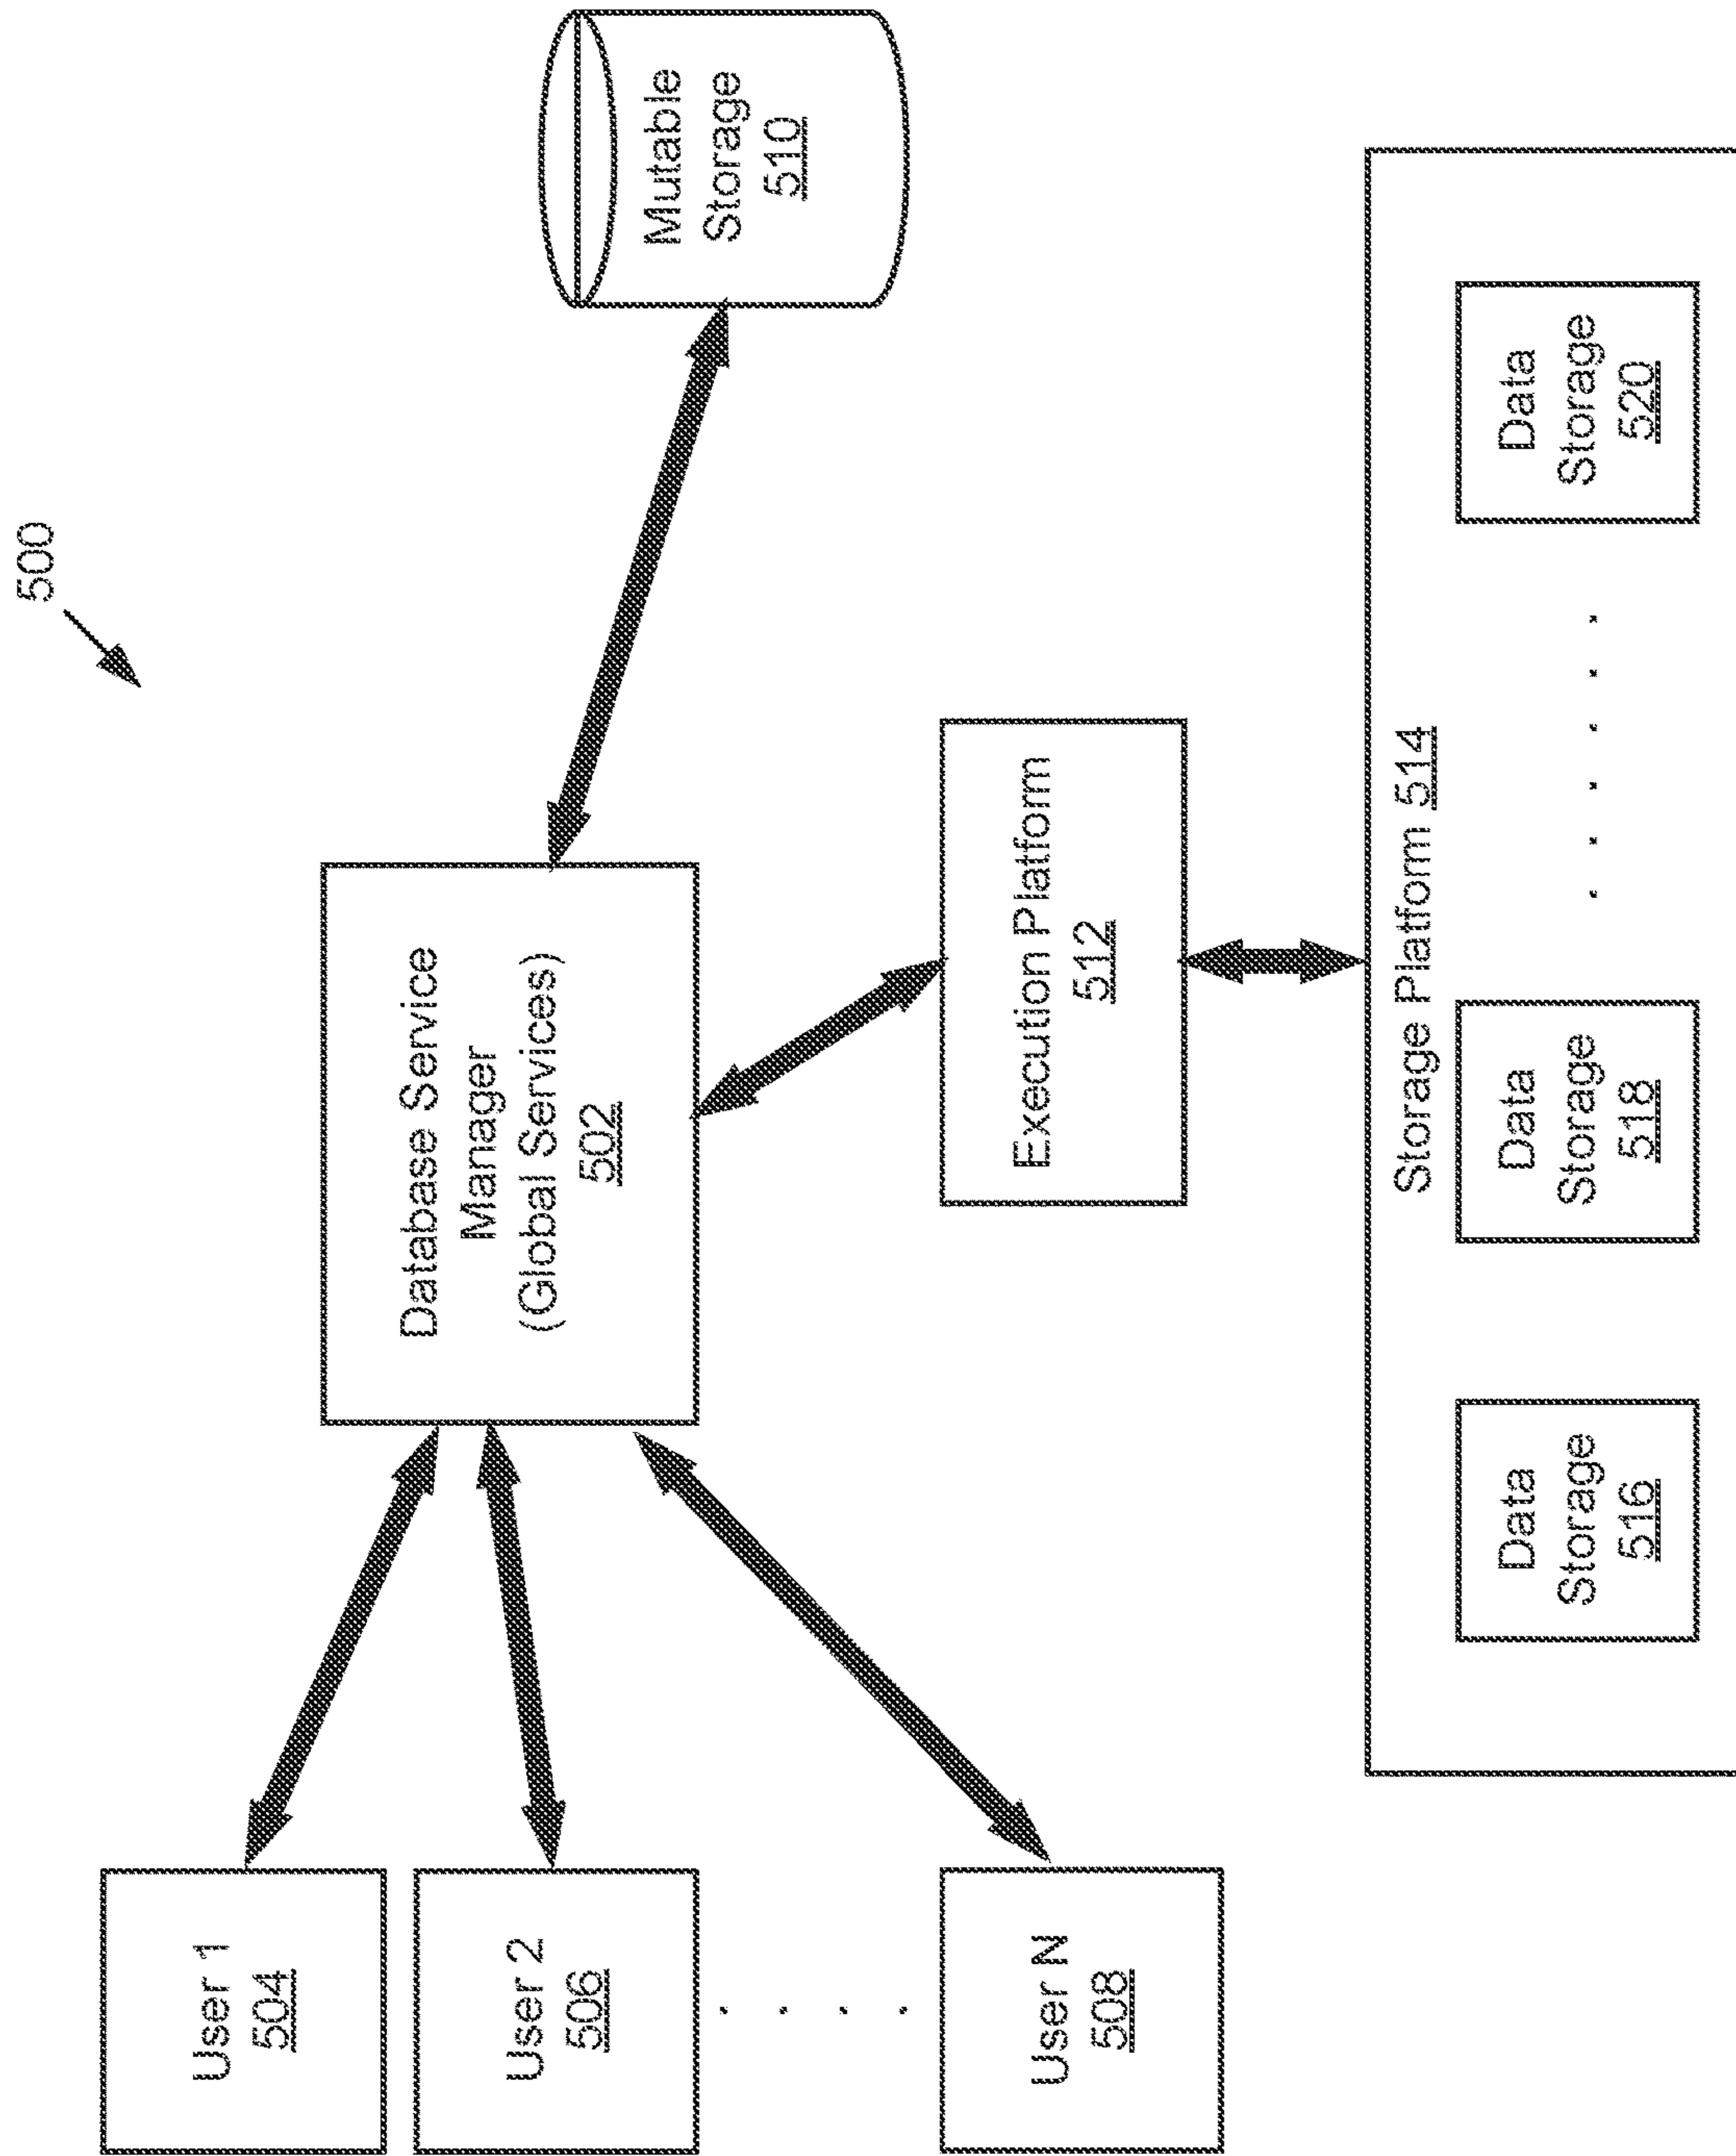 500
User 1
504
User 2
506
User N
508
Database Service
Manager
(Global Services)
502
Mutable
Storage
510
Execution Platform
512
Storage Platform 514
Data
Storage
516
Data
Storage
518
Data
Storage
520